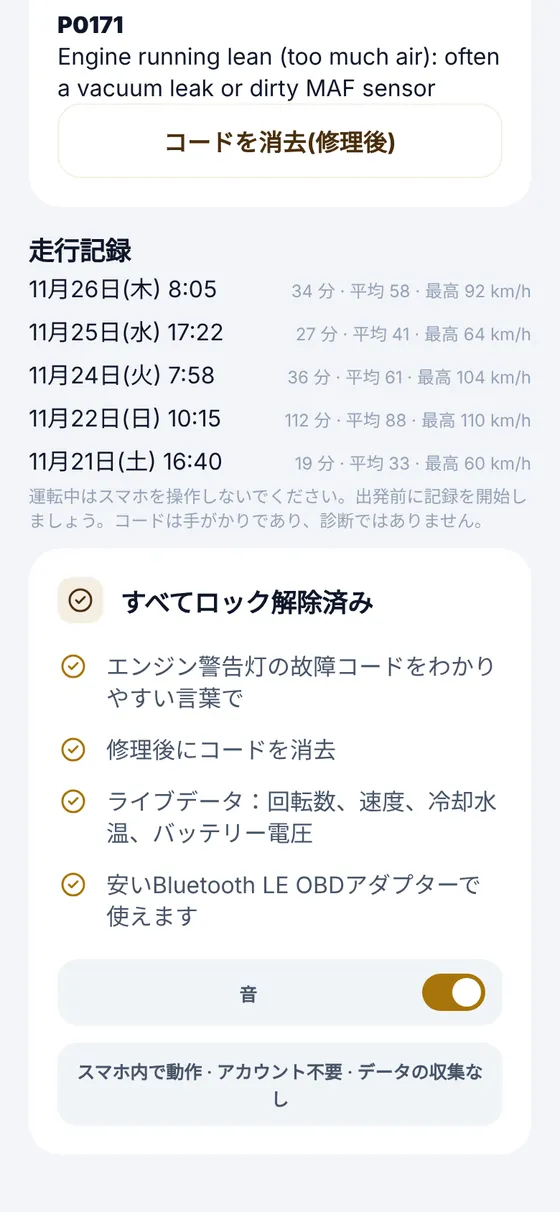 P0171
Engine running lean (too much air): often
a vacuum leak or dirty MAF sensor
コードを消去(修理後)
走行記録
11月26日(木) 8:05 34 分 · 平均 58 · 最高 92 km/h
11月25日(水) 17:22 27 分 · 平均 41 · 最高 64 km/h
11月24日(火) 7:58 36 分 · 平均 61 · 最高 104 km/h
11月22日(日) 10:15 112 分 · 平均 88 · 最高 110 km/h
11月21日(土) 16:40 19 分 · 平均 33 · 最高 60 km/h
運転中はスマホを操作しないでください。出発前に記録を開始し
ましょう。コードは手がかりであり、診断ではありません。
すべてロック解除済み
エンジン警告灯の故障コードをわかり
やすい言葉で
修理後にコードを消去
ライブデータ：回転数、速度、冷却水
温、バッテリー電圧
安いBluetooth LE OBDアダプターで
使えます
音
スマホ内で動作 · アカウント不要 · データの収集な
し